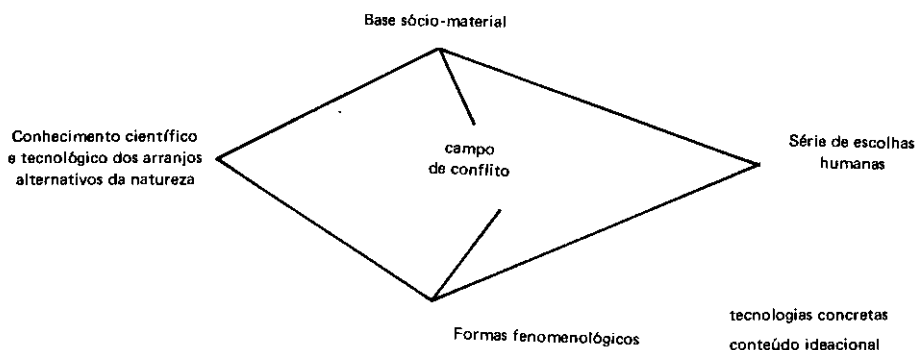 Base sócio-material
Conhecimento científico
e tecnológico dos arranjos
alternativos da natureza
campo
de conflito
Série de escolhas
humanas
Formas fenomenológicos
tecnologias concretas
conteúdo ideacional